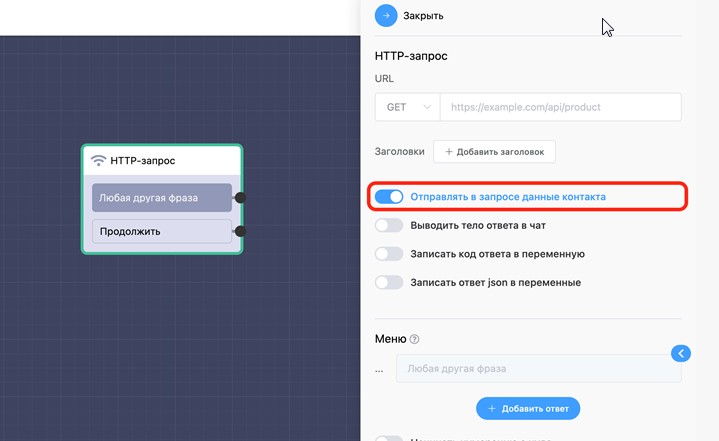 Закрыть
HTTP-запрос
URL
GET
https://example.com/api/product
Заголовки
+ Добавить заголовок
Отправлять в запросе данные контакта
Выводить тело ответа в чат
Записать код ответа в переменную
Записать ответ json в переменные
Меню ?
... Любая другая фраза
+ Добавить ответ
HTTP-запрос
Любая другая фраза
Продолжить